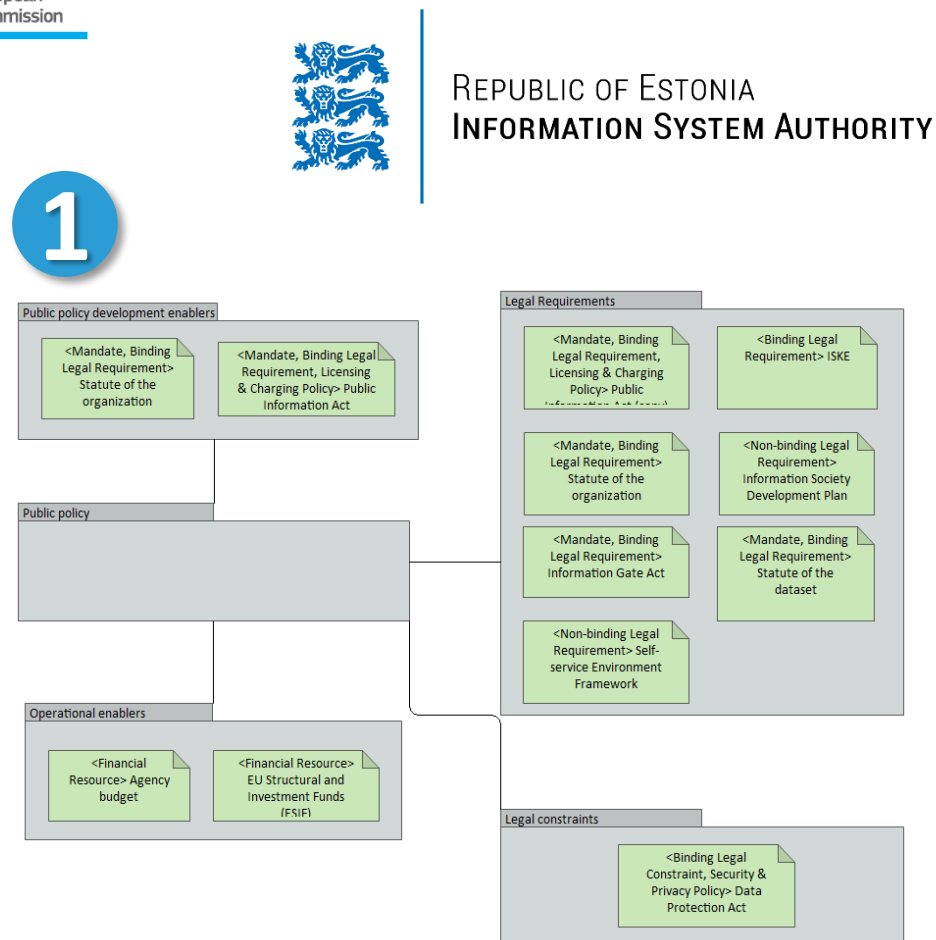 mission
REPUBLIC OF ESTONIA
INFORMATION SYSTEM AUTHORITY
1
Public policy development enablers
<Mandate, Binding
Legal Requirement>
Statute of the
organization
<Mandate, Binding Legal
Requirement, Licensing
& Charging Policy> Public
Information Act
Public policy
Operational enablers
<Financial
Resource> Agency
budget
<Financial Resource>
EU Structural and
Investment Funds
(ESIF)
Legal Requirements
<Mandate, Binding
Legal Requirement,
Licensing & Charging
Policy> Public
Information Act (copy)
<Binding Legal
Requirement> ISKE
<Mandate, Binding
Legal Requirement>
Statute of the
organization
<Non-binding Legal
Requirement>
Information Society
Development Plan
<Mandate, Binding
Legal Requirement>
Information Gate Act
<Mandate, Binding
Legal Requirement>
Statute of the
dataset
<Non-binding Legal
Requirement> Self-
service Environment
Framework
Legal constraints
<Binding Legal
Constraint, Security &
Privacy Policy> Data
Protection Act